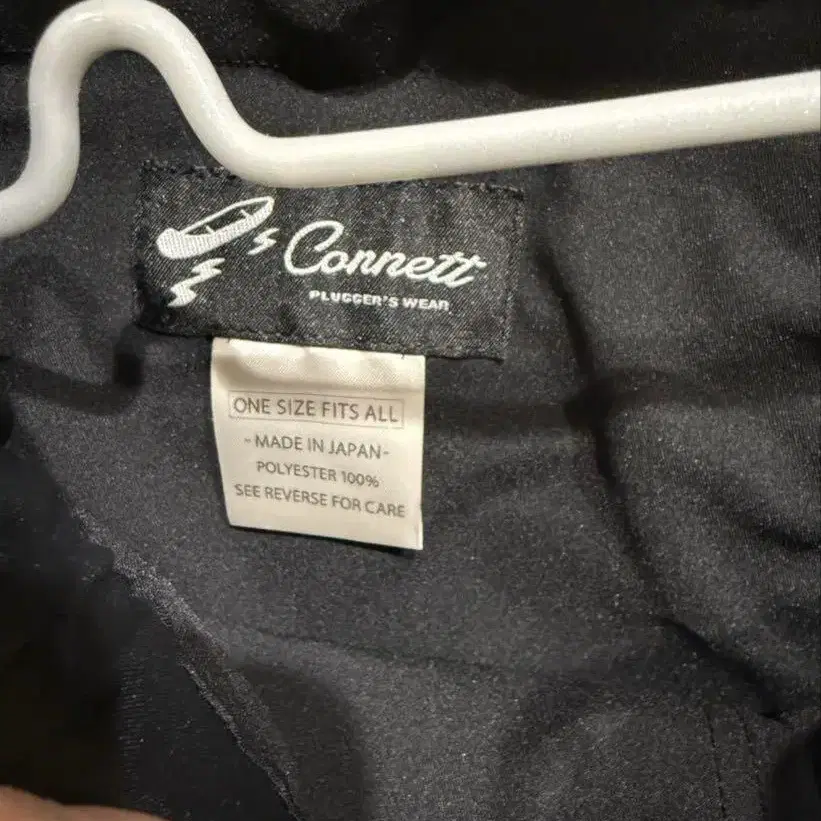 Connett
PLUGGER'S WEAR
ONE SIZE FITS ALL
- MADE IN JAPAN-
POLYESTER 100%
SEE REVERSE FOR CARE